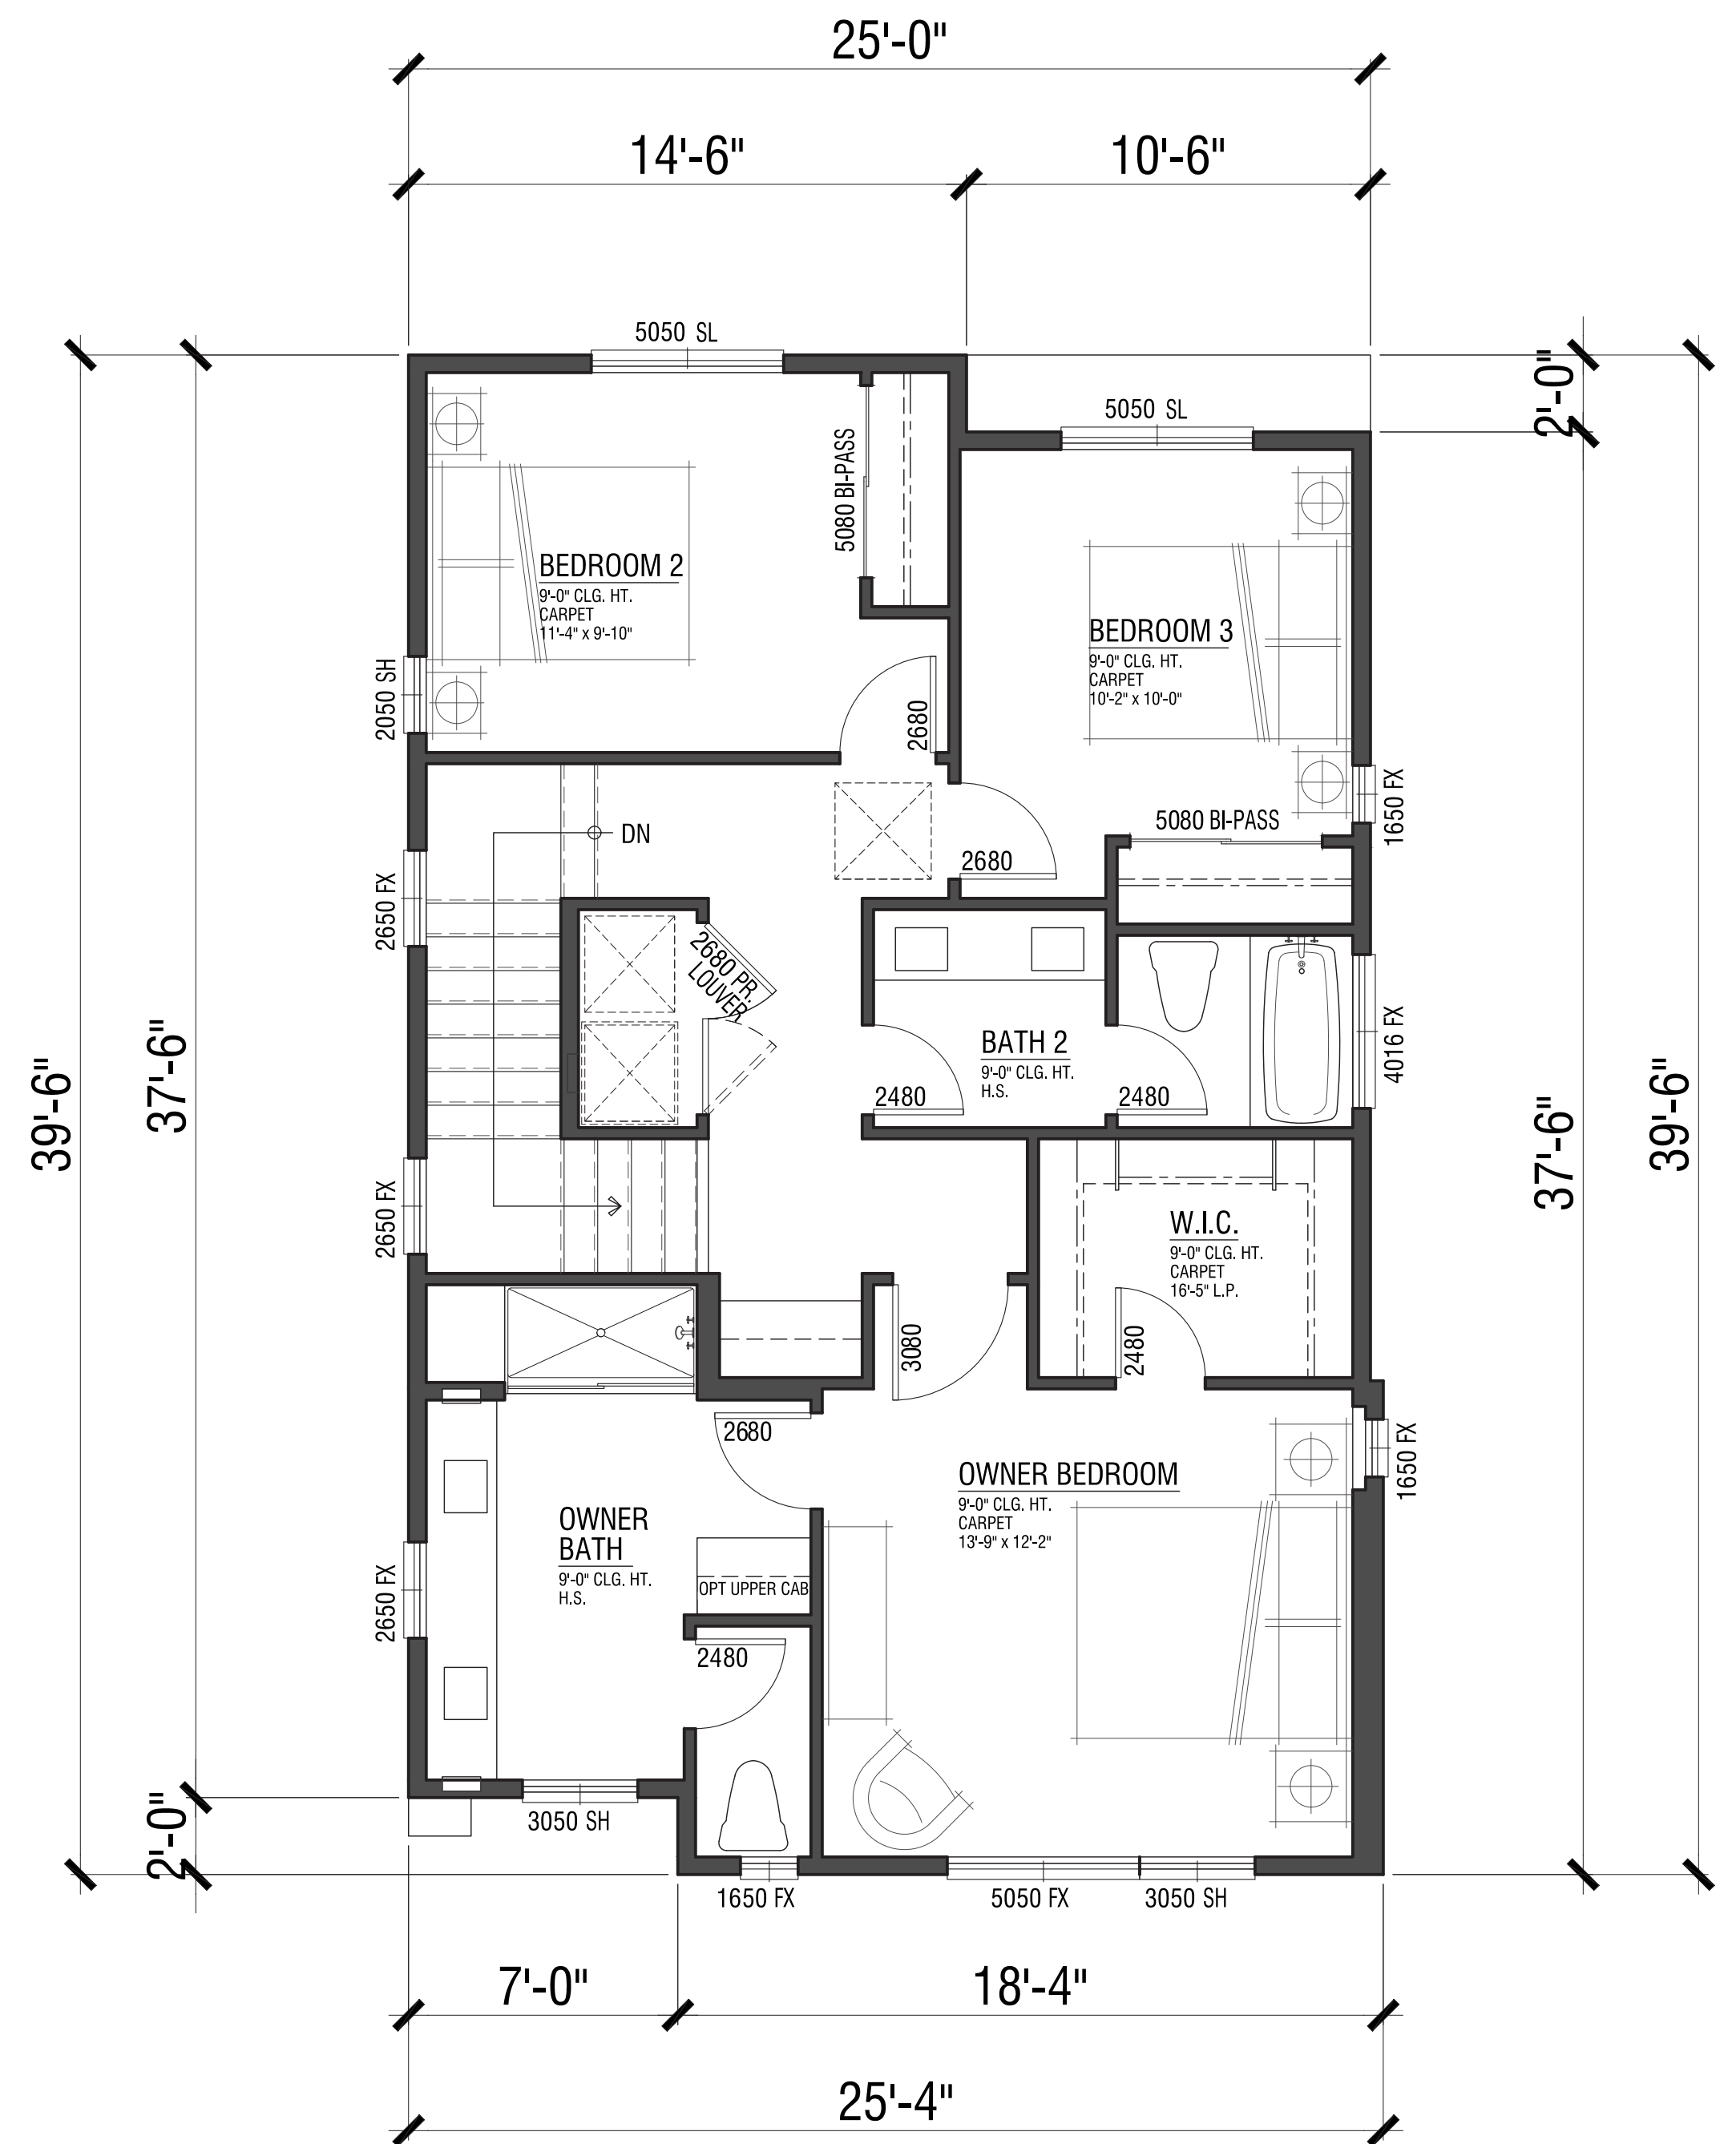 25'-0"
14'-6"
10'-6"
5050 SL
5050 SL
2'-0"
5080 BI-PASS
BEDROOM 2
9'-0" CLG. HT.
CARPET
11'-4" x 9'-10"
BEDROOM 3
9'-0" CLG. HT.
CARPET
10'-2" x 10'-0"
2050 SH
2680
1650 FX
5080 BI-PASS
DN
2680
2650 FX
2680 PR.
LOUVER
4016 FX
BATH 2
9'-0" CLG. HT.
H.S.
2480
2480
39'-6"
37'-6"
37'-6"
39'-6"
2650 FX
W.I.C.
9'-0" CLG. HT.
CARPET
16'-5" L.P.
3080
2480
2680
1650 FX
OWNER BEDROOM
9'-0" CLG. HT.
CARPET
13'-9" x 12'-2"
OWNER
BATH
9'-0" CLG. HT.
H.S.
2650 FX
OPT UPPER CAB
2480
2'-0"
3050 SH
1650 FX
5050 FX
3050 SH
7'-0"
18'-4"
25'-4"